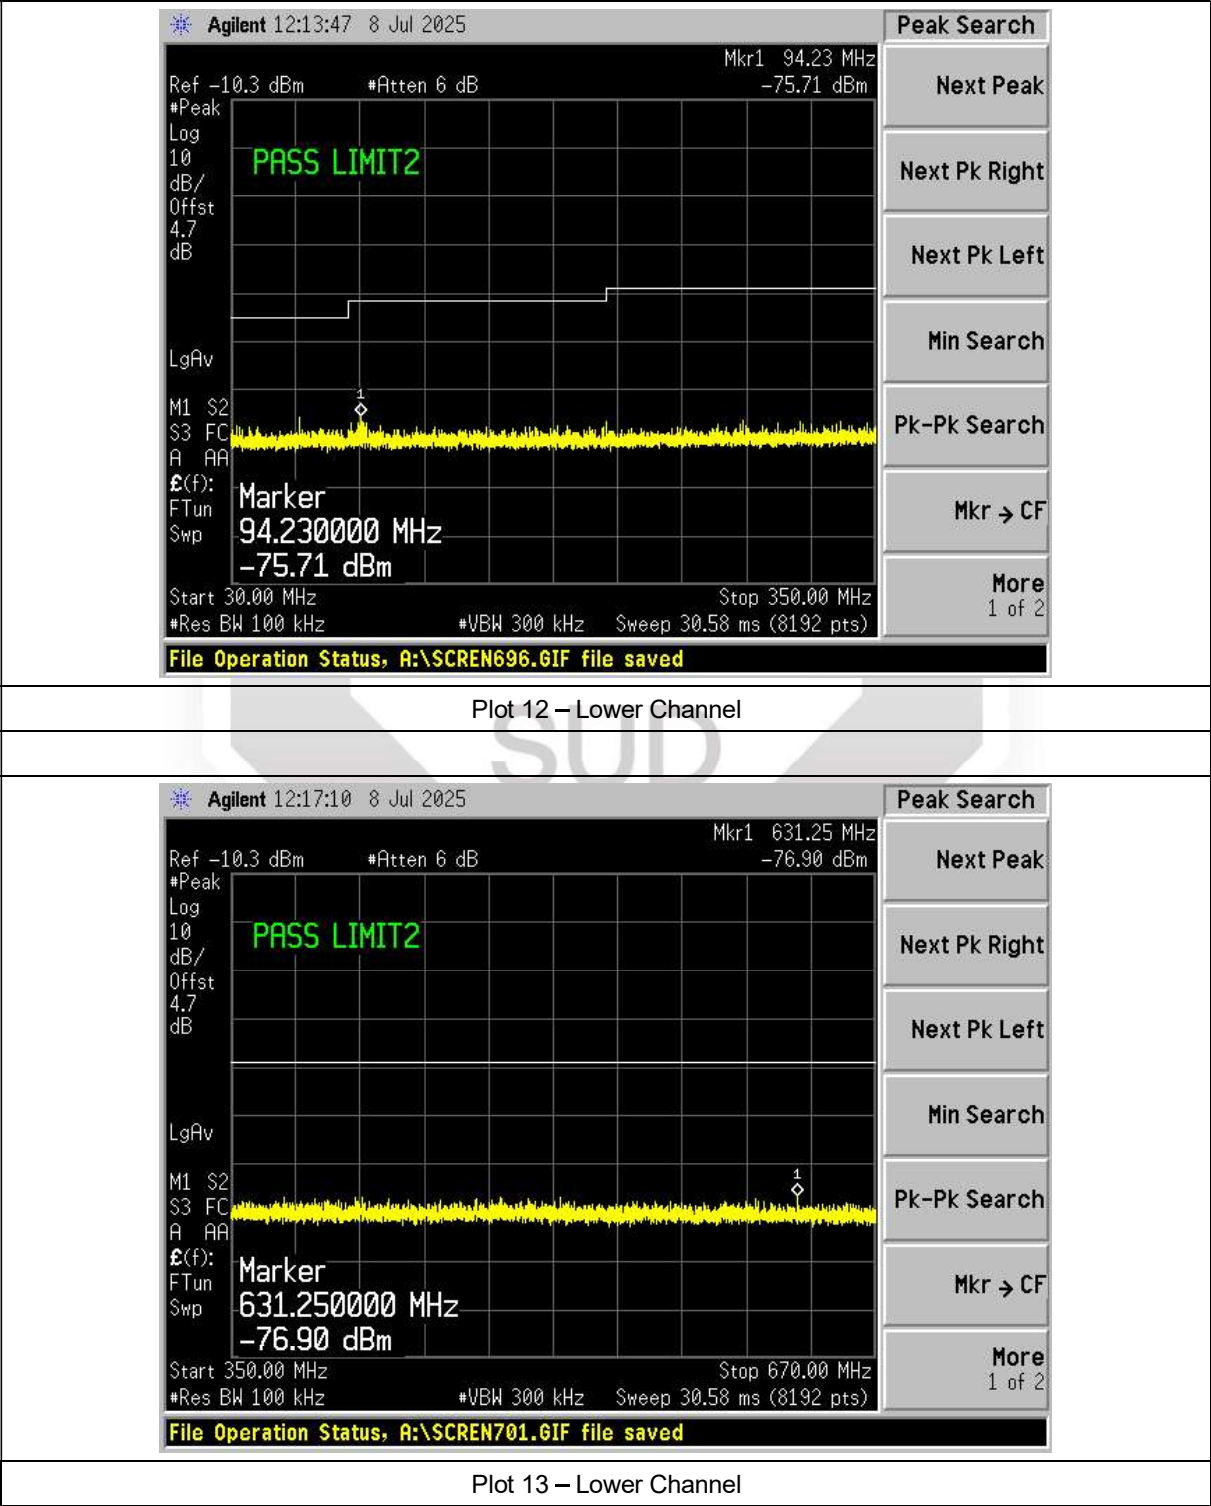 Agilent 12:13:47 8 Jul 2025
Peak Search
Mkr1 94.23 MHz
Ref -10.3 dBm #Atten 6 dB -75.71 dBm
#Peak
Log
10
dB/
Offst
4.7
dB
PASS LIMIT2
LgAv
M1 S2
S3 FC
A AA
£(f):
FTun
Swp
1
Marker
94.230000 MHz
-75.71 dBm
Start 30.00 MHz Stop 350.00 MHz
#Res BW 100 kHz #VBW 300 kHz Sweep 30.58 ms (8192 pts)
File Operation Status, A:\SCREN696.GIF file saved
Next Peak
Next Pk Right
Next Pk Left
Min Search
Pk-Pk Search
Mkr → CF
More
1 of 2
Plot 12 – Lower Channel
SUD
Agilent 12:17:10 8 Jul 2025
Peak Search
Mkr1 631.25 MHz
Ref -10.3 dBm #Atten 6 dB -76.90 dBm
#Peak
Log
10
dB/
Offst
4.7
dB
PASS LIMIT2
LgAv
M1 S2
S3 FC
A AA
£(f):
FTun
Swp
1
Marker
631.250000 MHz
-76.90 dBm
Start 350.00 MHz Stop 670.00 MHz
#Res BW 100 kHz #VBW 300 kHz Sweep 30.58 ms (8192 pts)
File Operation Status, A:\SCREN701.GIF file saved
Next Peak
Next Pk Right
Next Pk Left
Min Search
Pk-Pk Search
Mkr → CF
More
1 of 2
Plot 13 – Lower Channel